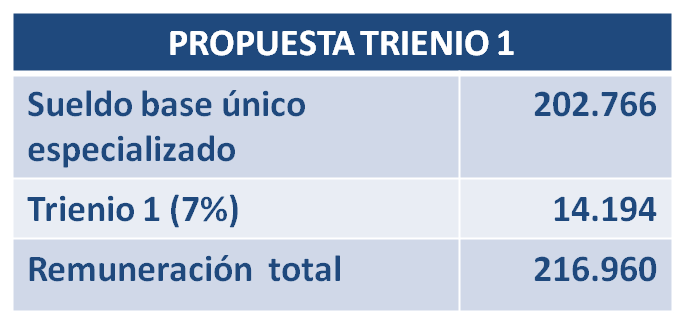 PROPUESTA TRIENIO 1
Sueldo base único 202.766
especializado
Trienio 1 (7%) 14.194
Remuneración total 216.960